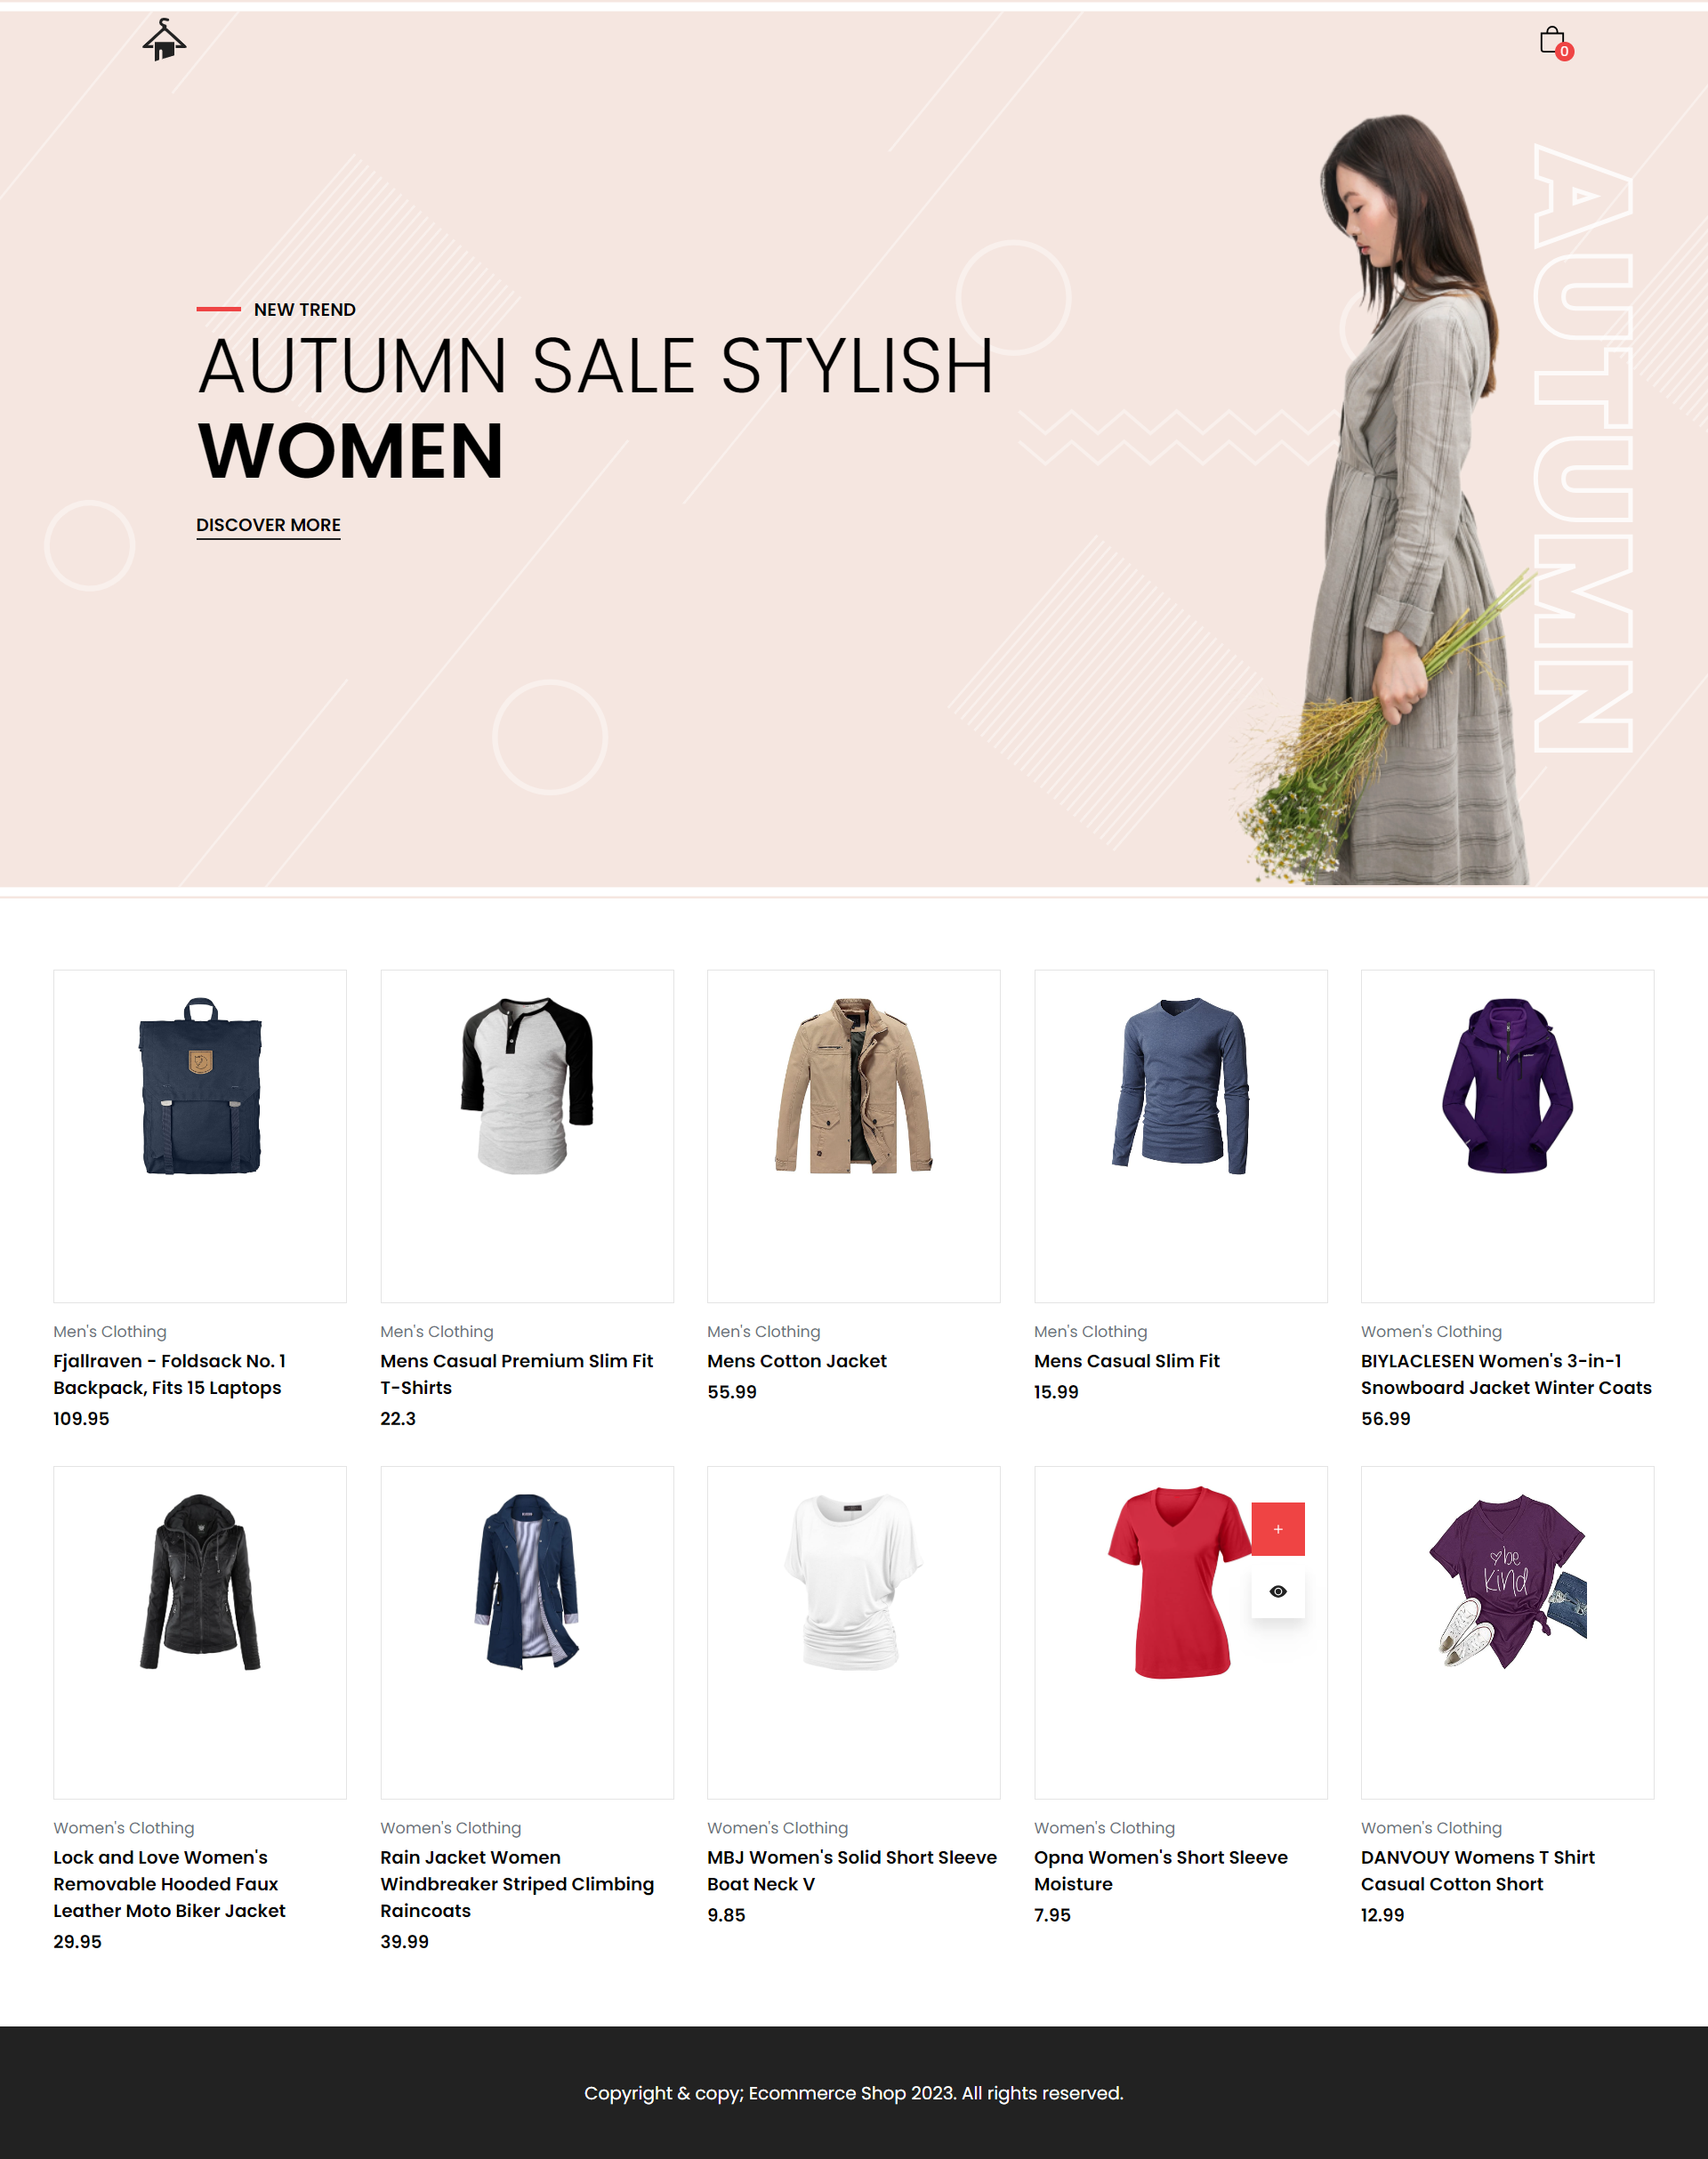 0
AUTUMN
NEW TREND
AUTUMN SALE STYLISH
WOMEN
DISCOVER MORE
Men's Clothing
Fjallraven - Foldsack No. 1
Backpack, Fits 15 Laptops
109.95
Men's Clothing
Mens Casual Premium Slim Fit
T-Shirts
22.3
Men's Clothing
Mens Cotton Jacket
55.99
Men's Clothing
Mens Casual Slim Fit
15.99
Women's Clothing
BIYLACLESEN Women's 3-in-1
Snowboard Jacket Winter Coats
56.99
+
be
kind
Women's Clothing
Lock and Love Women's
Removable Hooded Faux
Leather Moto Biker Jacket
29.95
Women's Clothing
Rain Jacket Women
Windbreaker Striped Climbing
Raincoats
39.99
Women's Clothing
MBJ Women's Solid Short Sleeve
Boat Neck V
9.85
Women's Clothing
Opna Women's Short Sleeve
Moisture
7.95
Women's Clothing
DANVOUY Womens T Shirt
Casual Cotton Short
12.99
Copyright & copy; Ecommerce Shop 2023. All rights reserved.